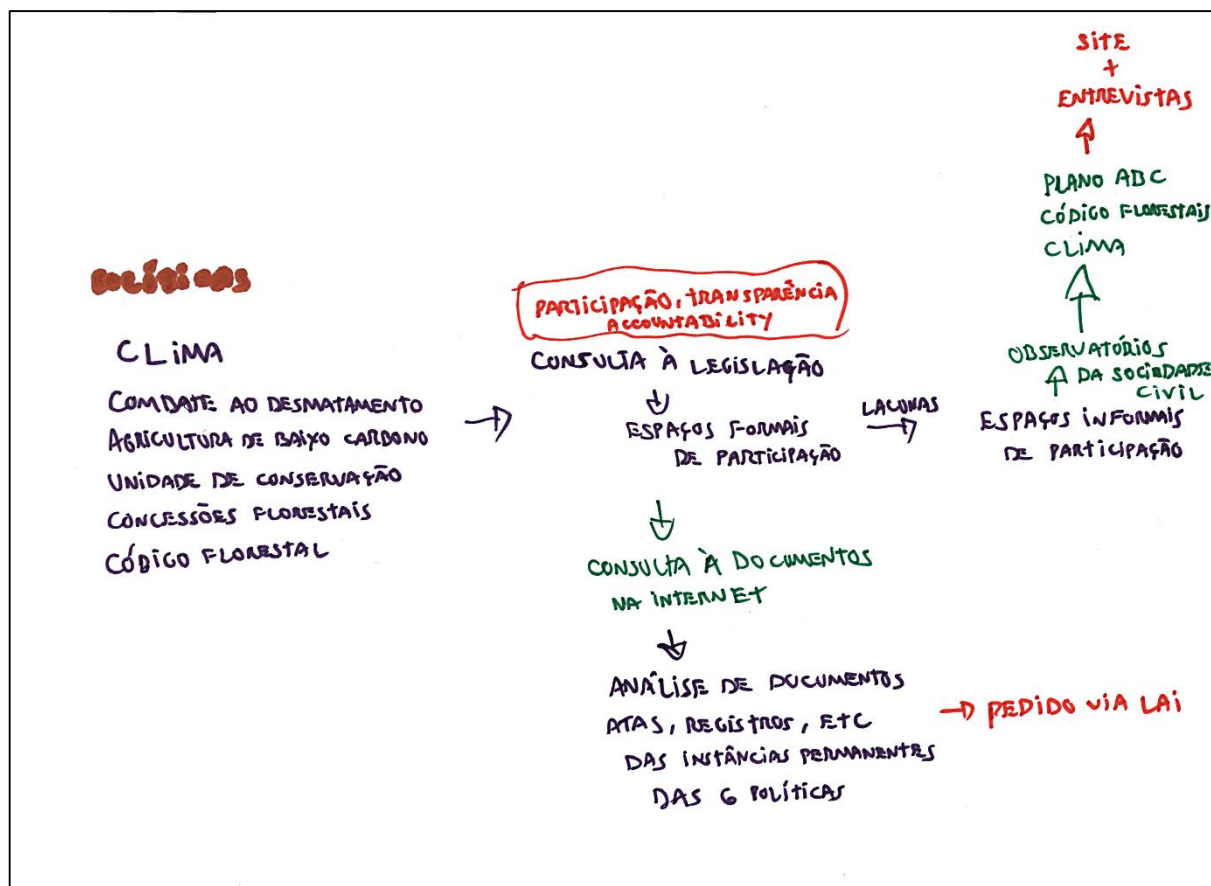 POLÍTICAS
CLIMA
COMBATE AO DESMATAMENTO
AGRICULTURA DE BAIXO CARBONO
UNIDADE DE CONSERVAÇÃO
CONCESSÕES FLORESTAIS
CÓDIGO FLORESTAL
PARTICIPAÇÃO, TRANSPARÊNCIA
ACCOUNTABILITY
CONSULTA À LEGISLAÇÃO
ESPAÇOS FORMAIS
DE PARTICIPAÇÃO
CONSULTA À DOCUMENTOS
NA INTERNET
ANÁLISE DE DOCUMENTOS
ATAS, REGISTROS, ETC
DAS INSTÂNCIAS PERMANENTES
DAS 6 POLÍTICAS
PEDIDO VIA LAI
LACUNAS
SITE
+
ENTREVISTAS
PLANO ABC
CÓDIGO FLORESTAIS
CLIMA
OBSERVATÓRIOS
DA SOCIEDADE
CIVIL
ESPAÇOS INFORMAIS
DE PARTICIPAÇÃO